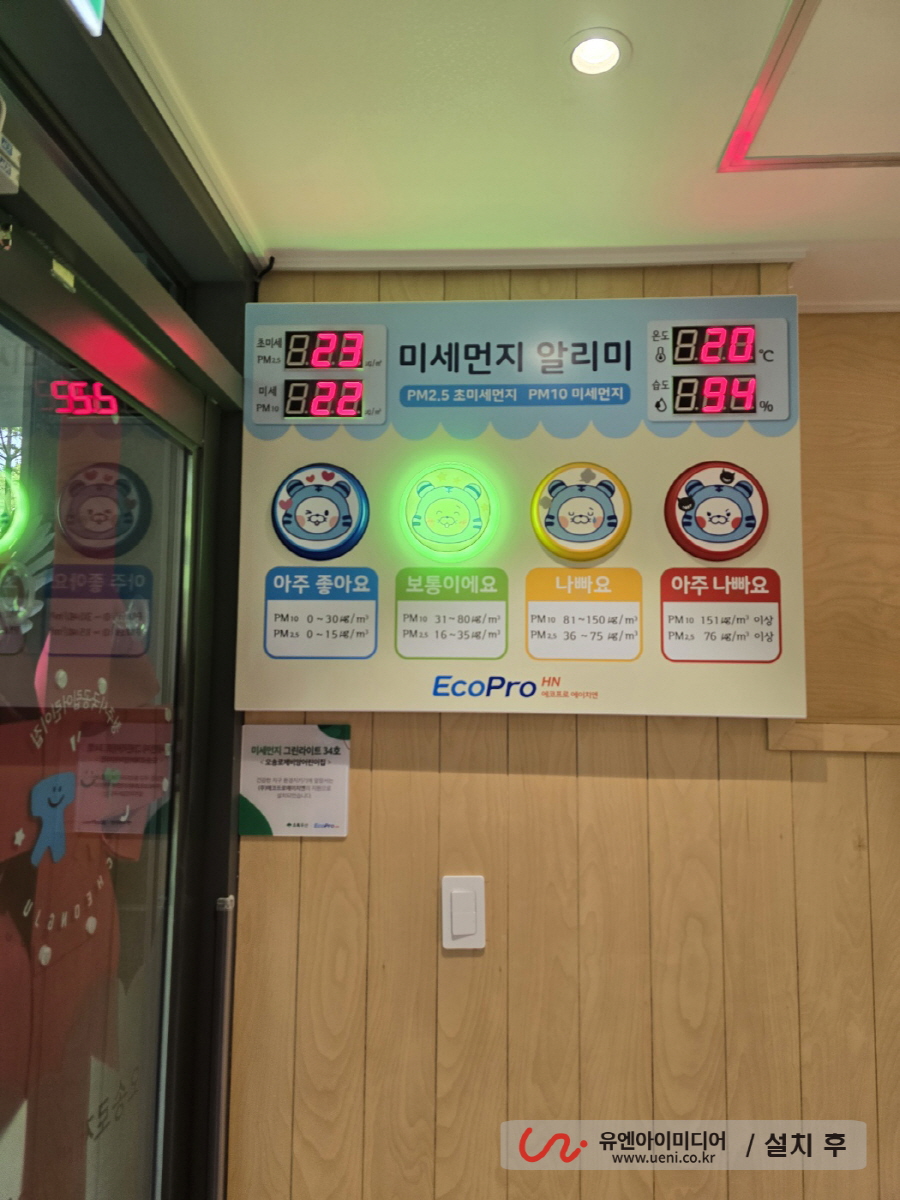 초미세
PM2.5 23 ㎍/㎥
미세
PM10 22 ㎍/㎥
미세먼지 알리미
PM2.5 초미세먼지 PM10 미세먼지
온도 20 ℃
습도 94 %
아주 좋아요
PM10 0~30㎍/m³
PM2.5 0~15㎍/m³
보통이에요
PM10 31~80㎍/m³
PM2.5 16~35㎍/m³
나빠요
PM10 81~150㎍/m³
PM2.5 36~75㎍/m³
아주 나빠요
PM10 151㎍/m³ 이상
PM2.5 76㎍/m³ 이상
EcoPro HN
에코프로 에이치엔
미세먼지 그린라이트 34호
EcoPro
CHEONGJU
유엔아이미디어 / 설치 후
www.ueni.co.kr